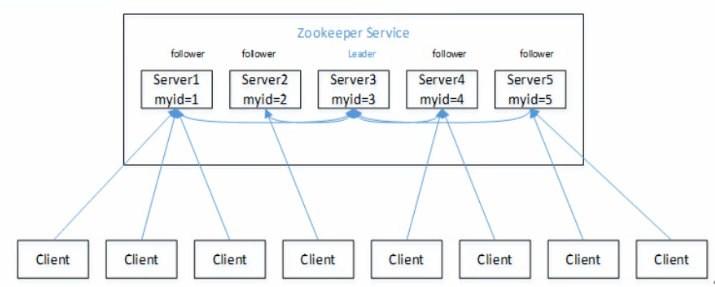 Zookeeper Service
follower follower Leader follower follower
Server1 Server2 Server3 Server4 Server5
myid=1 myid=2 myid=3 myid=4 myid=5
Client Client Client Client Client Client Client Client